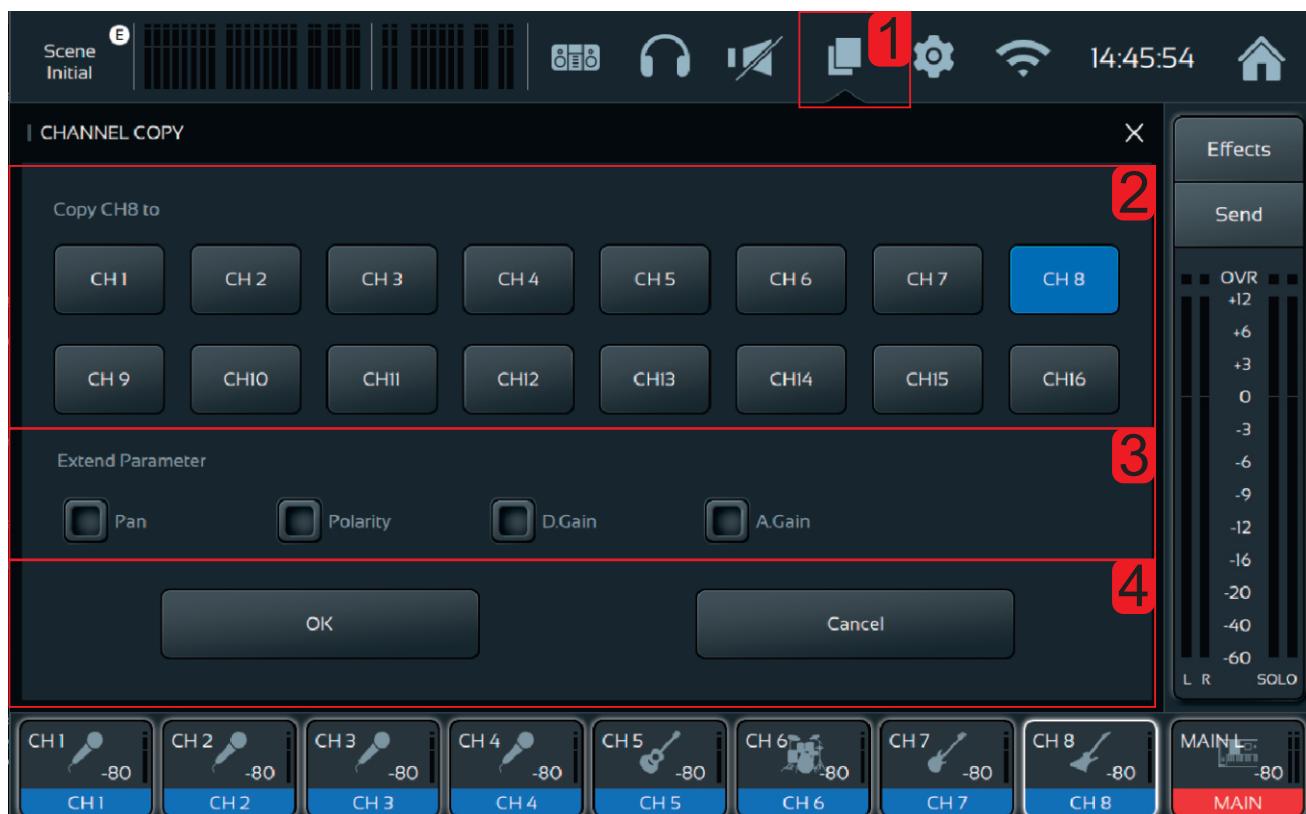 Scene
Initial
E
1
14:45:54
CHANNEL COPY
2
Copy CH8 to
CH 1 CH 2 CH 3 CH 4 CH 5 CH 6 CH 7 CH 8
CH 9 CH10 CH11 CH12 CH13 CH14 CH15 CH16
3
Extend Parameter
Pan Polarity D.Gain A.Gain
4
OK Cancel
Effects
Send
OVR
+12
+6
+3
0
-3
-6
-9
-12
-16
-20
-40
-60
L R SOLO
CH 1 CH 2 CH 3 CH 4 CH 5 CH 6 CH 7 CH 8 MAIN L
-80 -80 -80 -80 -80 -80 -80 -80 -80
CH 1 CH 2 CH 3 CH 4 CH 5 CH 6 CH 7 CH 8 MAIN